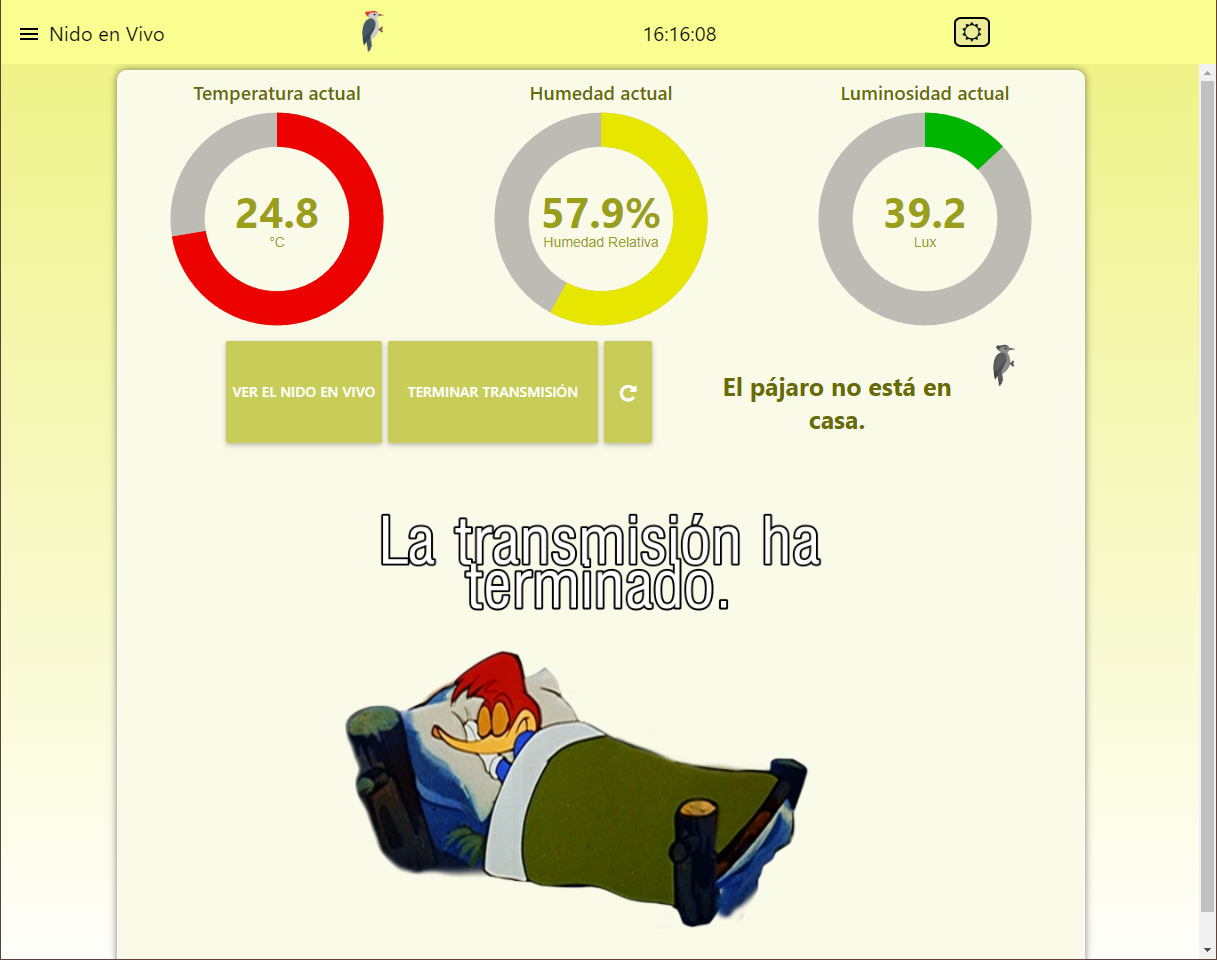 Nido en Vivo
16:16:08
Temperatura actual
Humedad actual
Luminosidad actual
24.8
°C
57.9%
Humedad Relativa
39.2
Lux
VER EL NIDO EN VIVO
TERMINAR TRANSMISIÓN
El pájaro no está en
casa.
La transmisión ha
terminado.